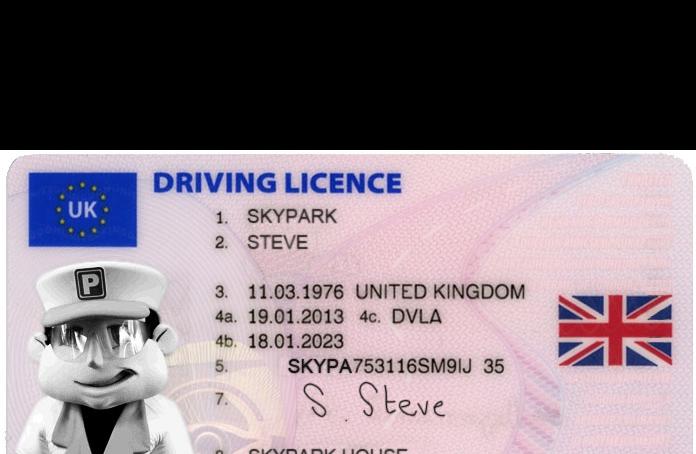 DRIVING LICENCE
UK
1. SKYPARK
2. STEVE
P
3. 11.03.1976 UNITED KINGDOM
4a. 19.01.2013 4c. DVLA
4b. 18.01.2023
5. SKYPA753116SM9IJ 35
7. S. Steve
8. SKYPARK HOUSE